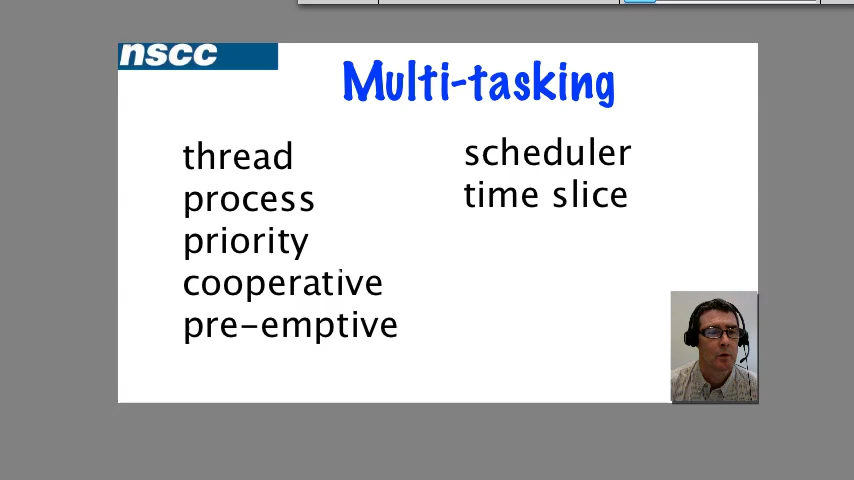 nscc
Multi-tasking
thread
process
priority
cooperative
pre-emptive
scheduler
time slice